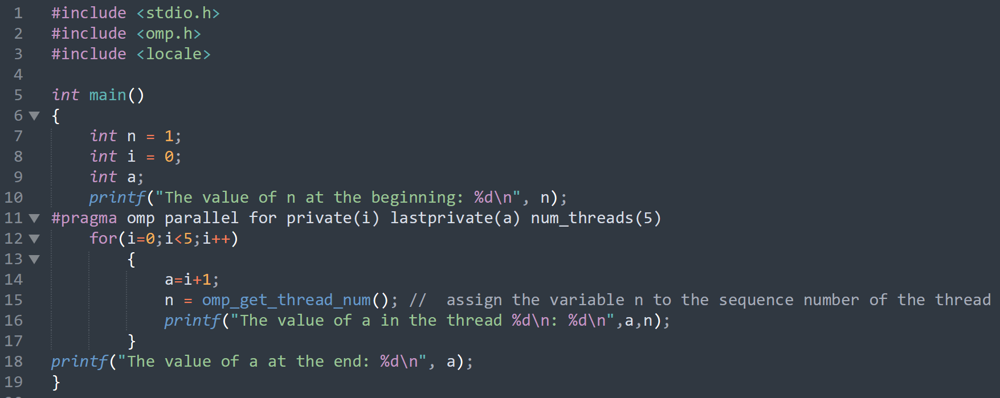 1 #include <stdio.h>
2 #include <omp.h>
3 #include <locale>
4
5 int main()
6 {
7 int n = 1;
8 int i = 0;
9 int a;
10 printf("The value of n at the beginning: %d\n", n);
11 #pragma omp parallel for private(i) lastprivate(a) num_threads(5)
12 for(i=0;i<5;i++)
13 {
14 a=i+1;
15 n = omp_get_thread_num(); //  assign the variable n to the sequence number of the thread
16 printf("The value of a in the thread %d\n: %d\n",a,n);
17 }
18 printf("The value of a at the end: %d\n", a);
19 }